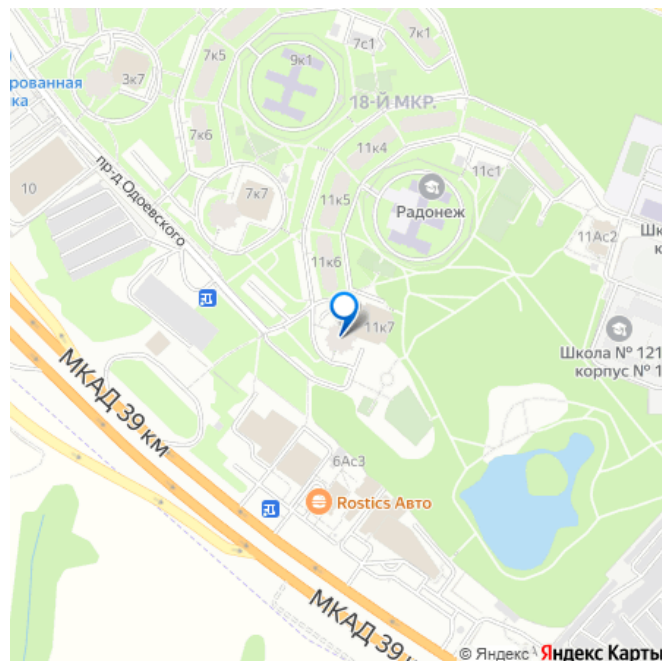 7с1
7к1
7к5
9к1
3к7
рованная
ка
18-Й МКР.
7к6
11к4
пр-д Одоевского
10
7к7
11с1
11к5
Радонеж
11Ас2
Шк
к
11к6
11к7
Школа № 121
корпус № 1
МКАД 39 км
6Ас3
Rostics Авто
МКАД 39 к
© Яндекс
Яндекс Карты